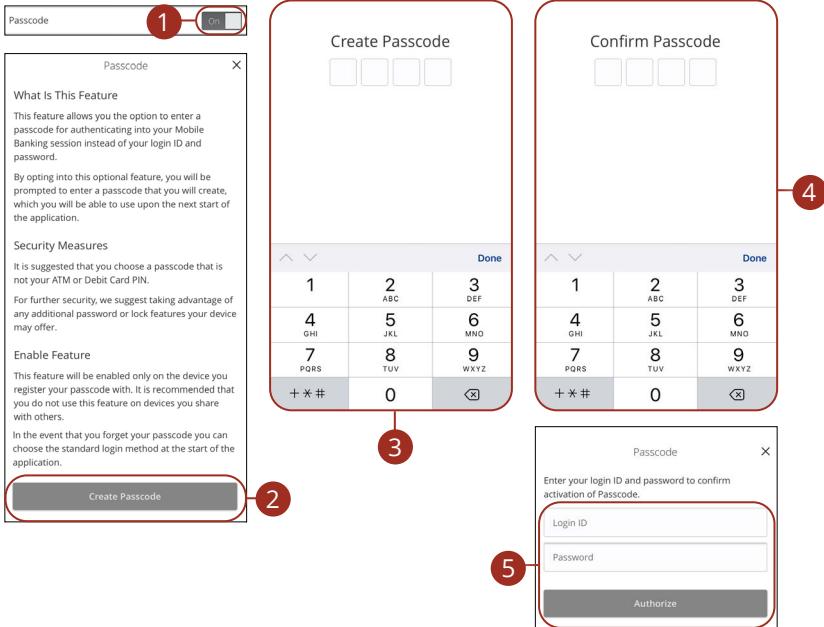 Passcode
On
1
Passcode
What Is This Feature
This feature allows you the option to enter a
passcode for authenticating into your Mobile
Banking session instead of your login ID and
password.
By opting into this optional feature, you will be
prompted to enter a passcode that you will create,
which you will be able to use upon the next start of
the application.
Security Measures
It is suggested that you choose a passcode that is
not your ATM or Debit Card PIN.
For further security, we suggest taking advantage of
any additional password or lock features your device
may offer.
Enable Feature
This feature will be enabled only on the device you
register your passcode with. It is recommended that
you do not use this feature on devices you share
with others.
In the event that you forget your passcode you can
choose the standard login method at the start of the
application.
Create Passcode
2
Create Passcode
Done
1 2 3
ABC DEF
4 5 6
GHI JKL MNO
7 8 9
PQRS TUV WXYZ
+*# 0
3
Confirm Passcode
Done
1 2 3
ABC DEF
4 5 6
GHI JKL MNO
7 8 9
PQRS TUV WXYZ
+*# 0
4
Passcode
Enter your login ID and password to confirm
activation of Passcode.
Login ID
Password
Authorize
5